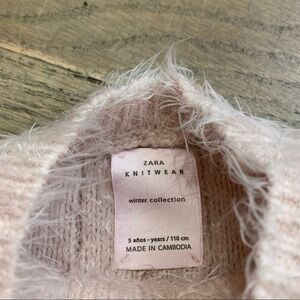 ZARA
KNITWEAR
winter collection
5 años - years / 110 cm
MADE IN CAMBODIA